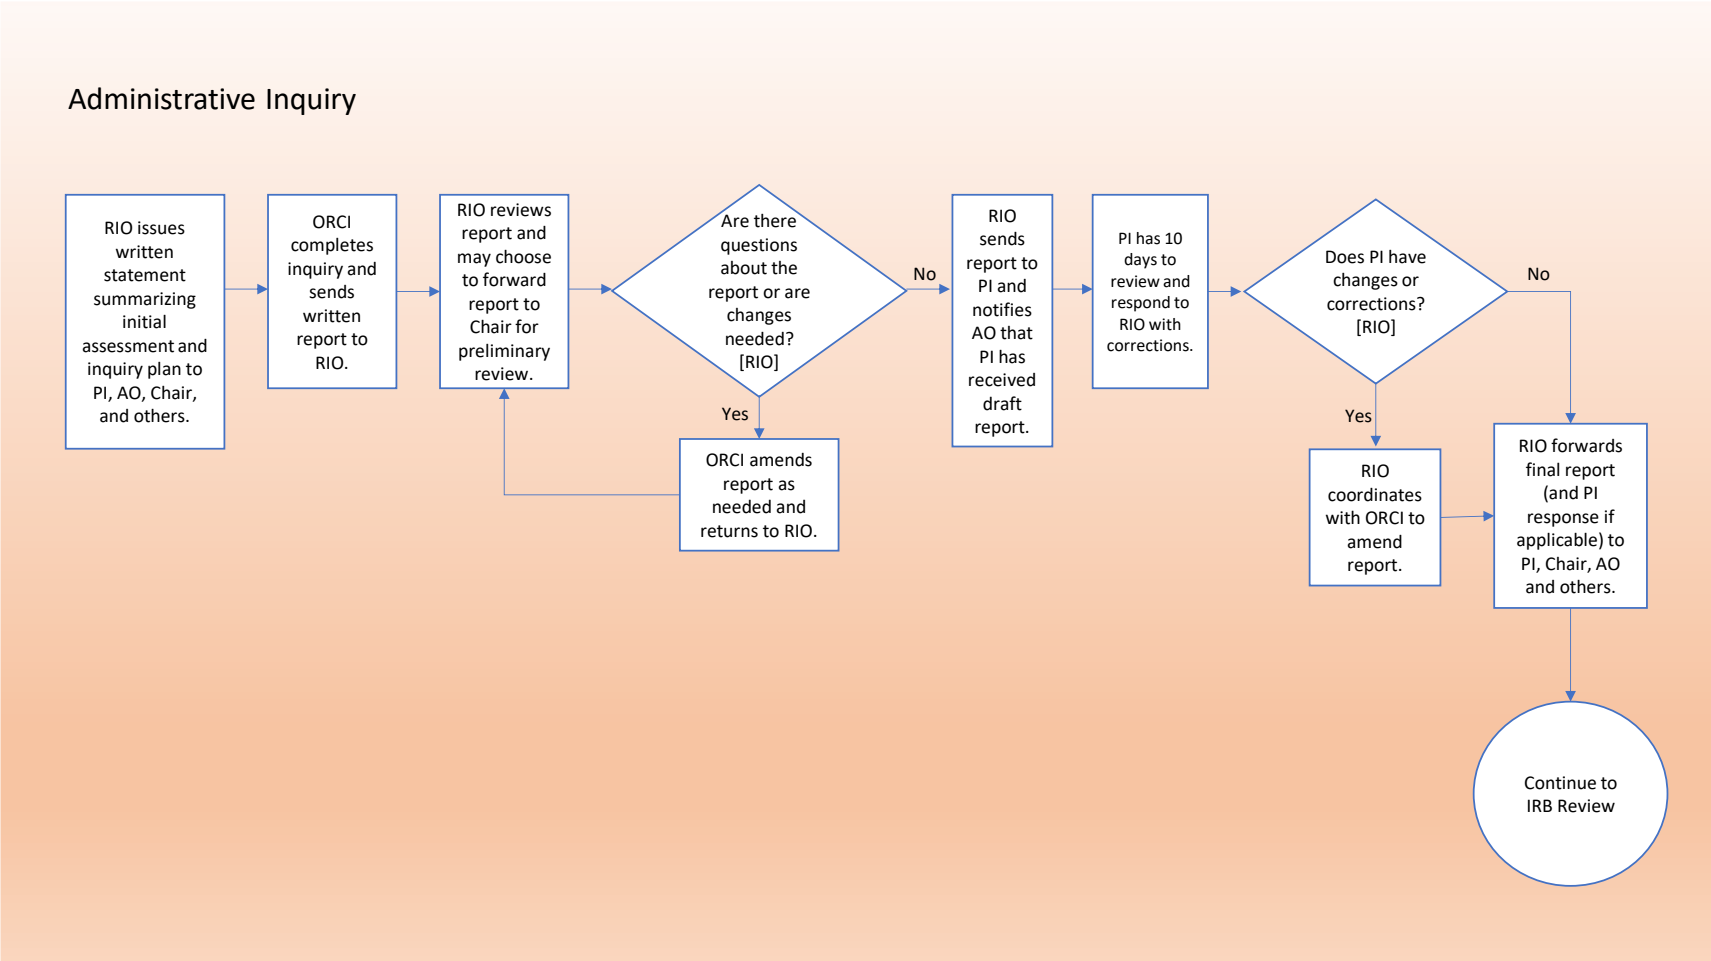 Administrative Inquiry
RIO issues
written
statement
summarizing
initial
assessment and
inquiry plan to
PI, AO, Chair,
and others.
ORCI
completes
inquiry and
sends
written
report to
RIO.
RIO reviews
report and
may choose
to forward
report to
Chair for
preliminary
review.
Are there
questions
about the
report or are
changes
needed?
[RIO]
No
Yes
ORCI amends
report as
needed and
returns to RIO.
RIO
sends
report to
PI and
notifies
AO that
PI has
received
draft
report.
PI has 10
days to
review and
respond to
RIO with
corrections.
Does PI have
changes or
corrections?
[RIO]
No
Yes
RIO
coordinates
with ORCI to
amend
report.
RIO forwards
final report
(and PI
response if
applicable) to
PI, Chair, AO
and others.
Continue to
IRB Review